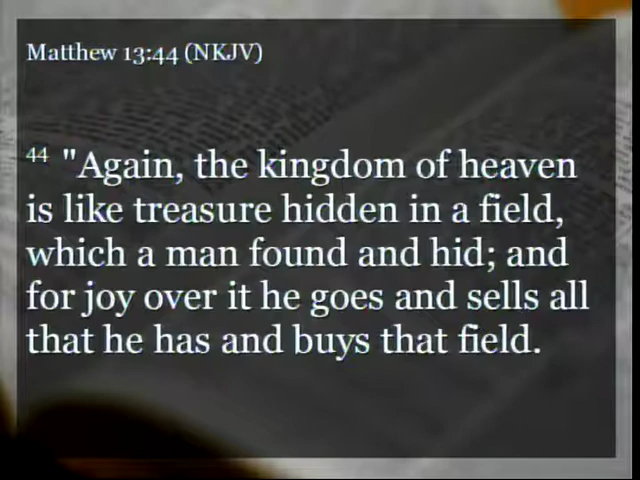 Matthew 13:44 (NKJV)
44 "Again, the kingdom of heaven
is like treasure hidden in a field,
which a man found and hid; and
for joy over it he goes and sells all
that he has and buys that field.